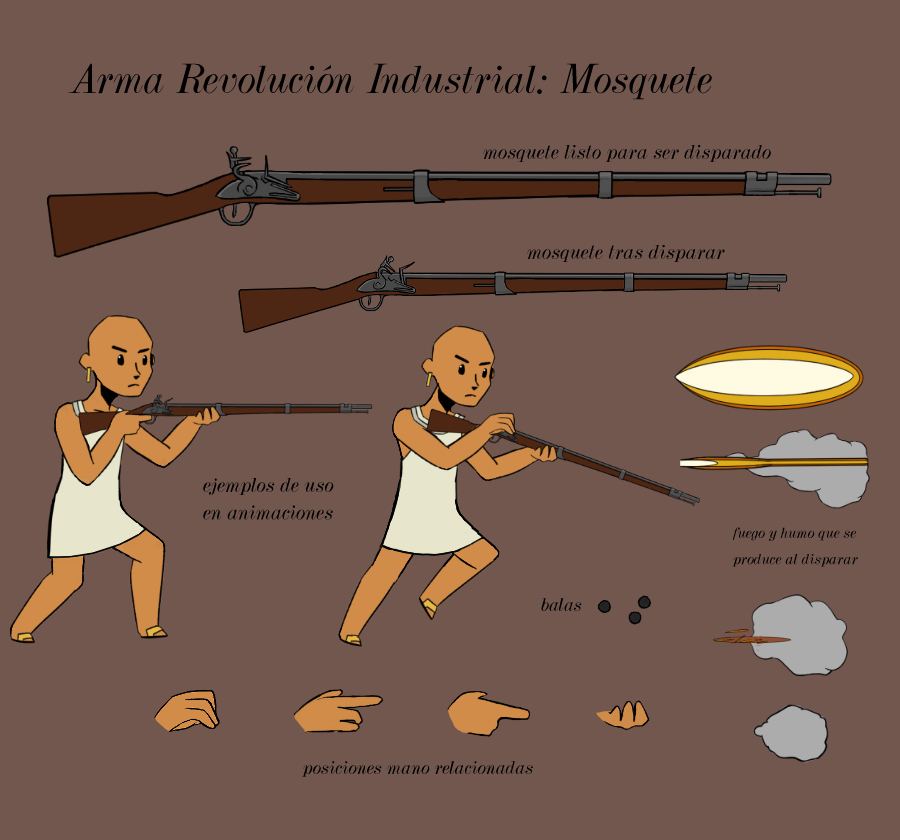 Arma Revolución Industrial: Mosquete
mosquete listo para ser disparado
mosquete tras disparar
ejemplos de uso
en animaciones
fuego y humo que se
produce al disparar
balas
posiciones mano relacionadas